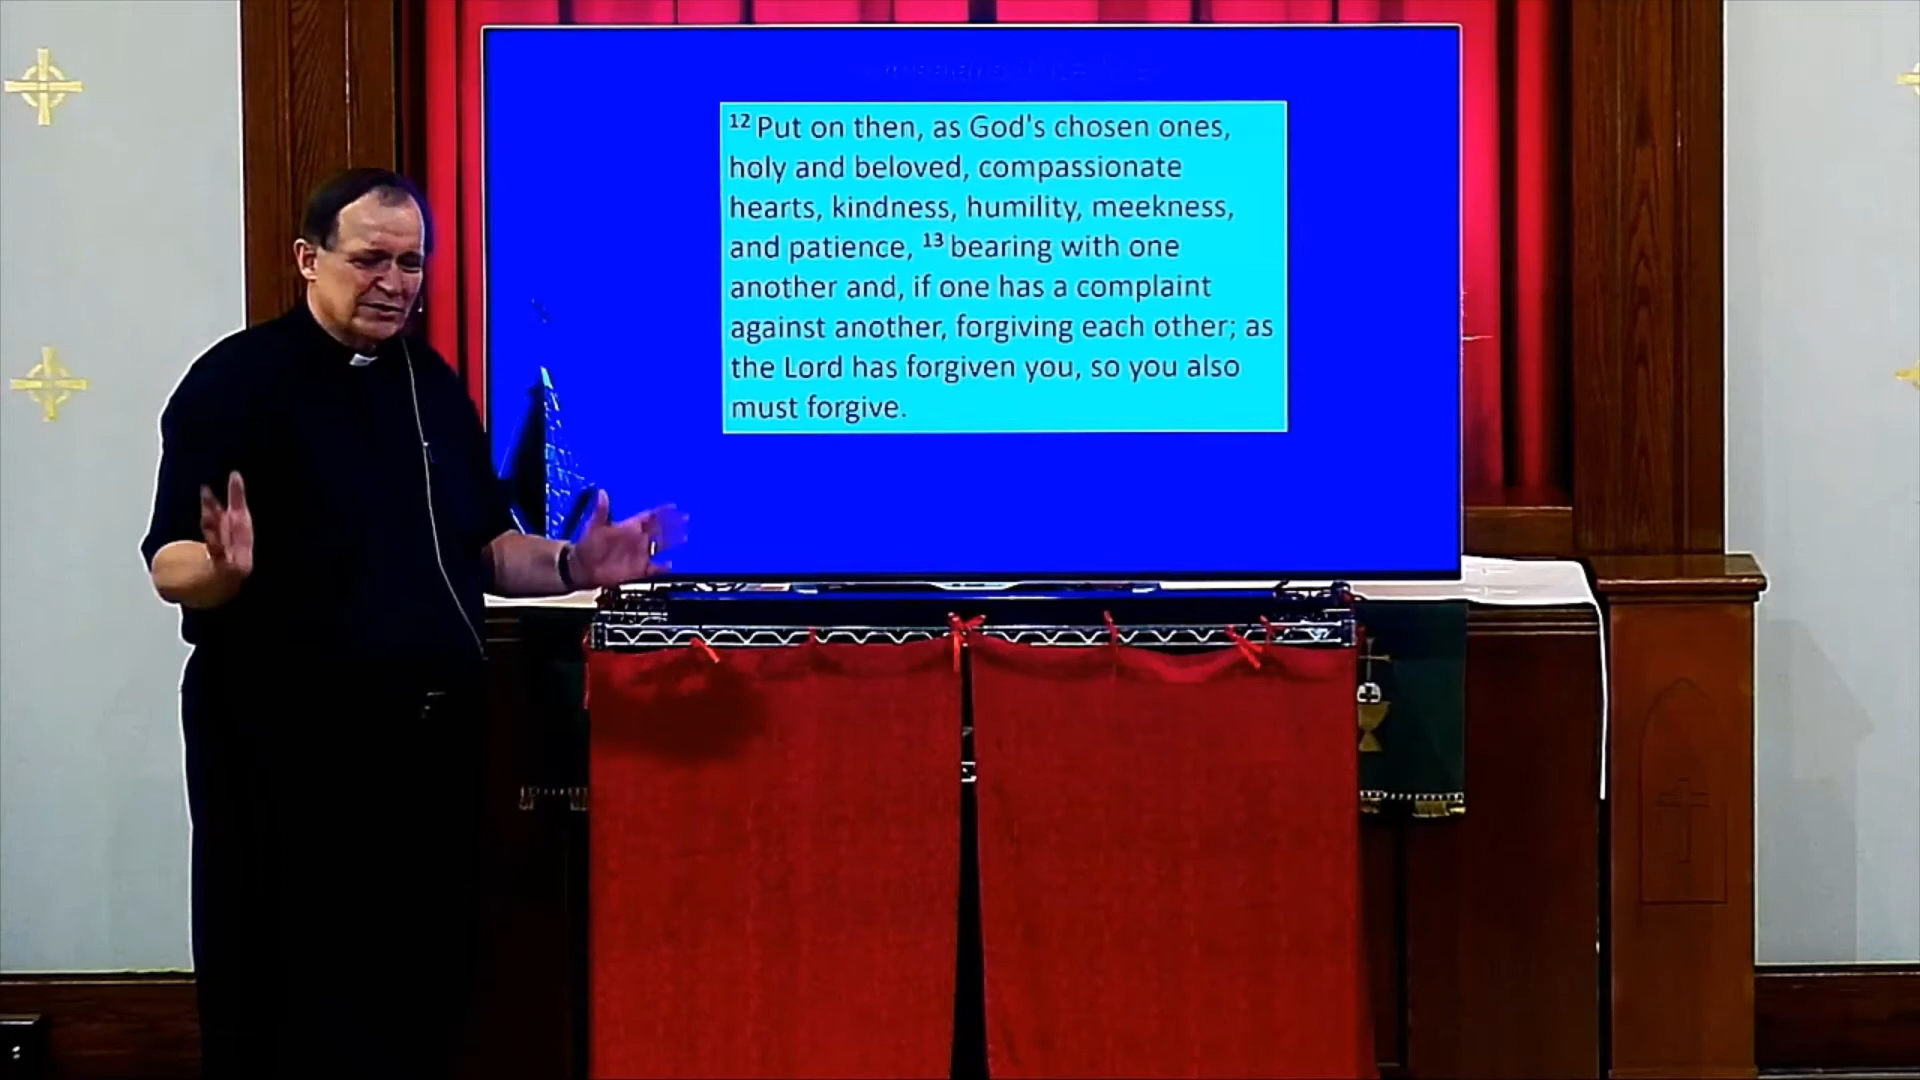 12 Put on then, as God's chosen ones,
holy and beloved, compassionate
hearts, kindness, humility, meekness,
and patience, 13 bearing with one
another and, if one has a complaint
against another, forgiving each other; as
the Lord has forgiven you, so you also
must forgive.